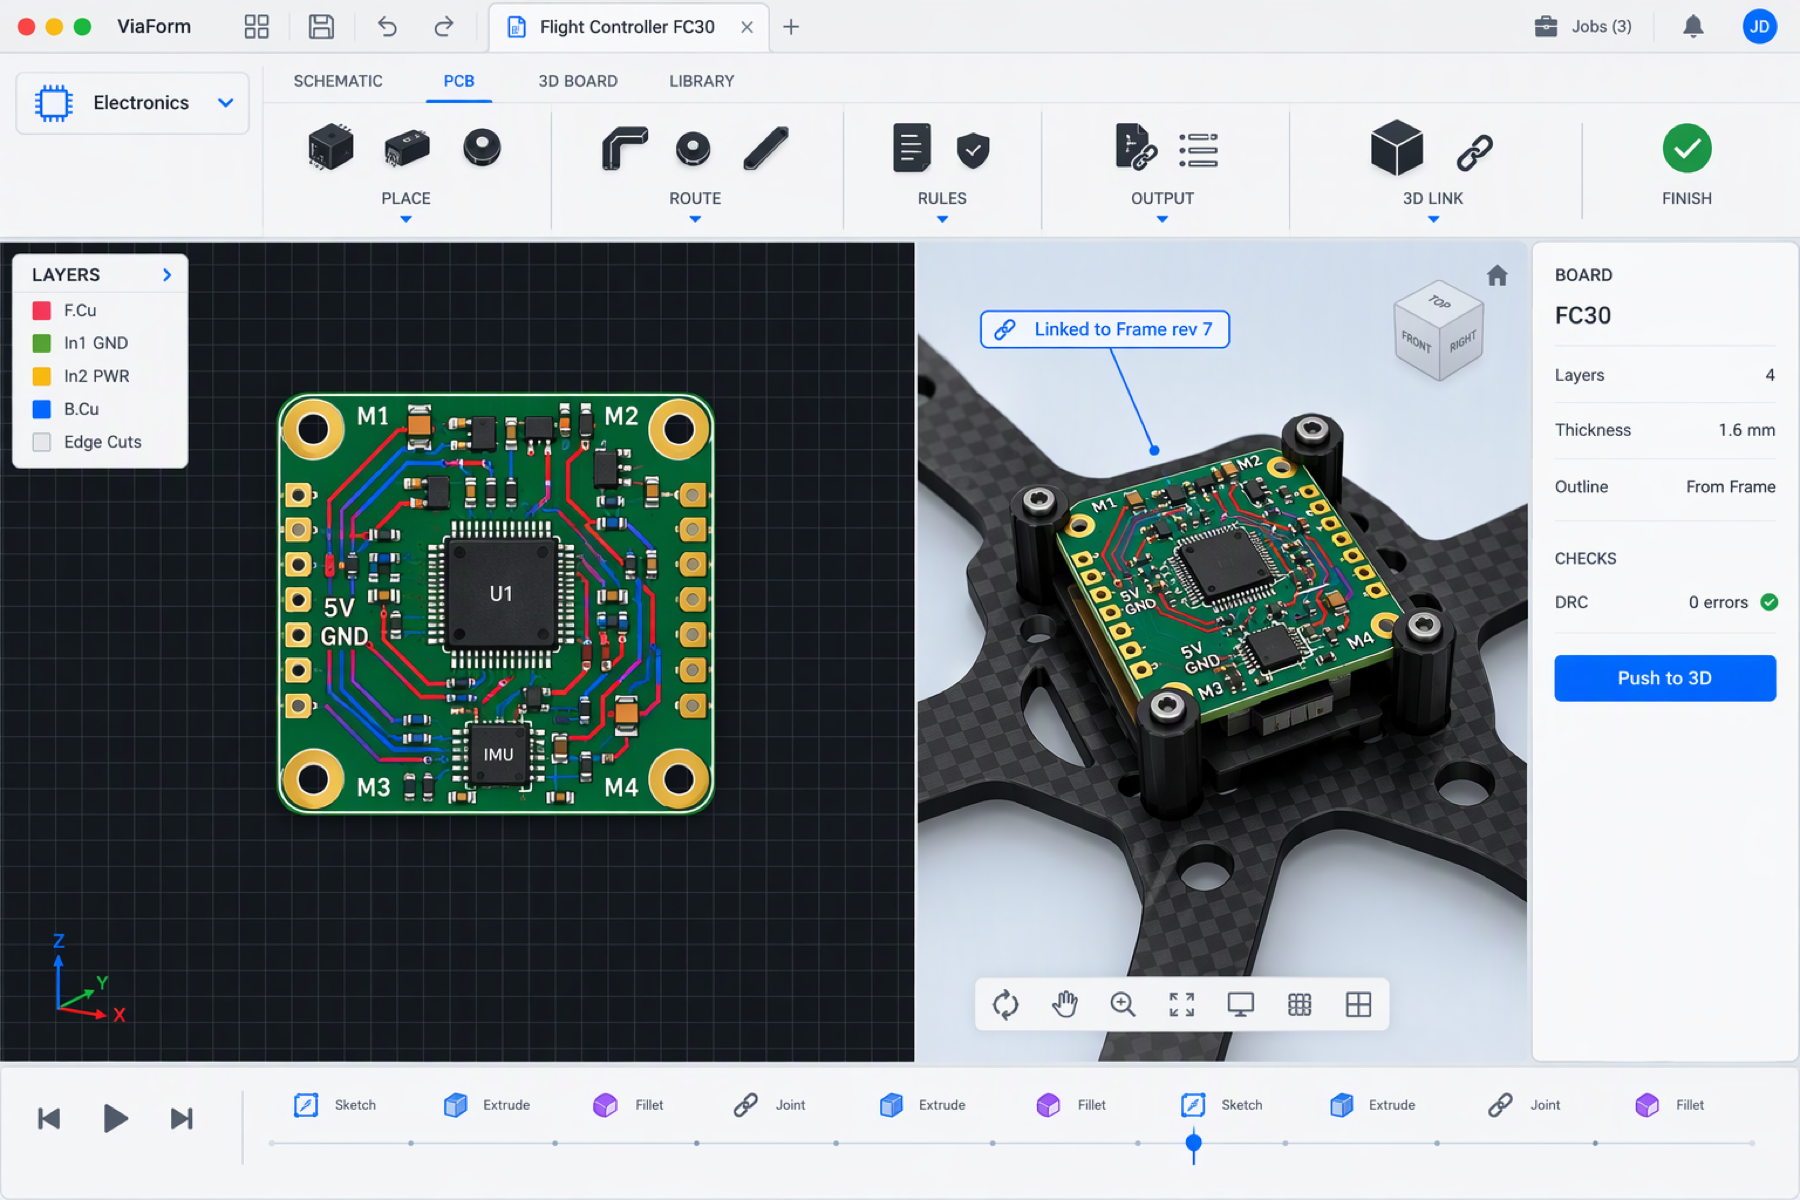 ViaForm
Flight Controller FC30
Jobs (3)
JD
Electronics
SCHEMATIC
PCB
3D BOARD
LIBRARY
PLACE
ROUTE
RULES
OUTPUT
3D LINK
FINISH
LAYERS
F.Cu
In1 GND
In2 PWR
B.Cu
Edge Cuts
M1
M2
U1
5V
GND
IMU
M3
M4
Z
Y
X
Linked to Frame rev 7
TOP
FRONT
RIGHT
M1
M2
5V
GND
5V
GND
M3
M4
BOARD
FC30
Layers 4
Thickness 1.6 mm
Outline From Frame
CHECKS
DRC 0 errors
Push to 3D
Sketch
Extrude
Fillet
Joint
Extrude
Fillet
Sketch
Extrude
Joint
Fillet